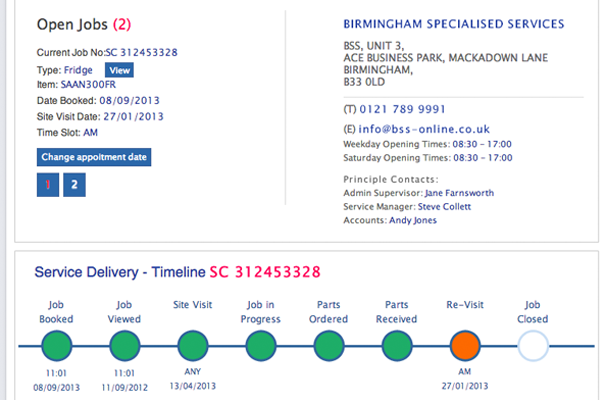 Open Jobs (2)
Current Job No:SC 312453328
Type: Fridge View
Item: SAAN300FR
Date Booked: 08/09/2013
Site Visit Date: 27/01/2013
Time Slot: AM
Change appoitment date
1 2
BIRMINGHAM SPECIALISED SERVICES
BSS, UNIT 3,
ACE BUSINESS PARK, MACKADOWN LANE
BIRMINGHAM,
B33 0LD
(T) 0121 789 9991
(E) info@bss-online.co.uk
Weekday Opening Times: 08:30 - 17:00
Saturday Opening Times: 08:30 - 17:00
Principle Contacts:
Admin Supervisor: Jane Farnsworth
Service Manager: Steve Collett
Accounts: Andy Jones
Service Delivery - Timeline SC 312453328
Job Booked
Job Viewed
Site Visit
Job in Progress
Parts Ordered
Parts Received
Re-Visit
Job Closed
11:01
08/09/2013
11:01
11/09/2012
ANY
13/04/2013
AM
27/01/2013